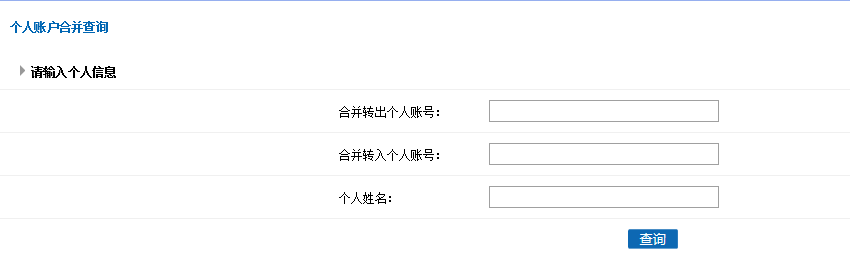 个人账户合并查询
请输入个人信息
合并转出个人账号：
合并转入个人账号：
个人姓名：
查询